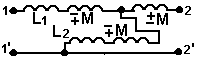 1 L₁ ∓M ±M 2
L₂ ∓M
1' 2'